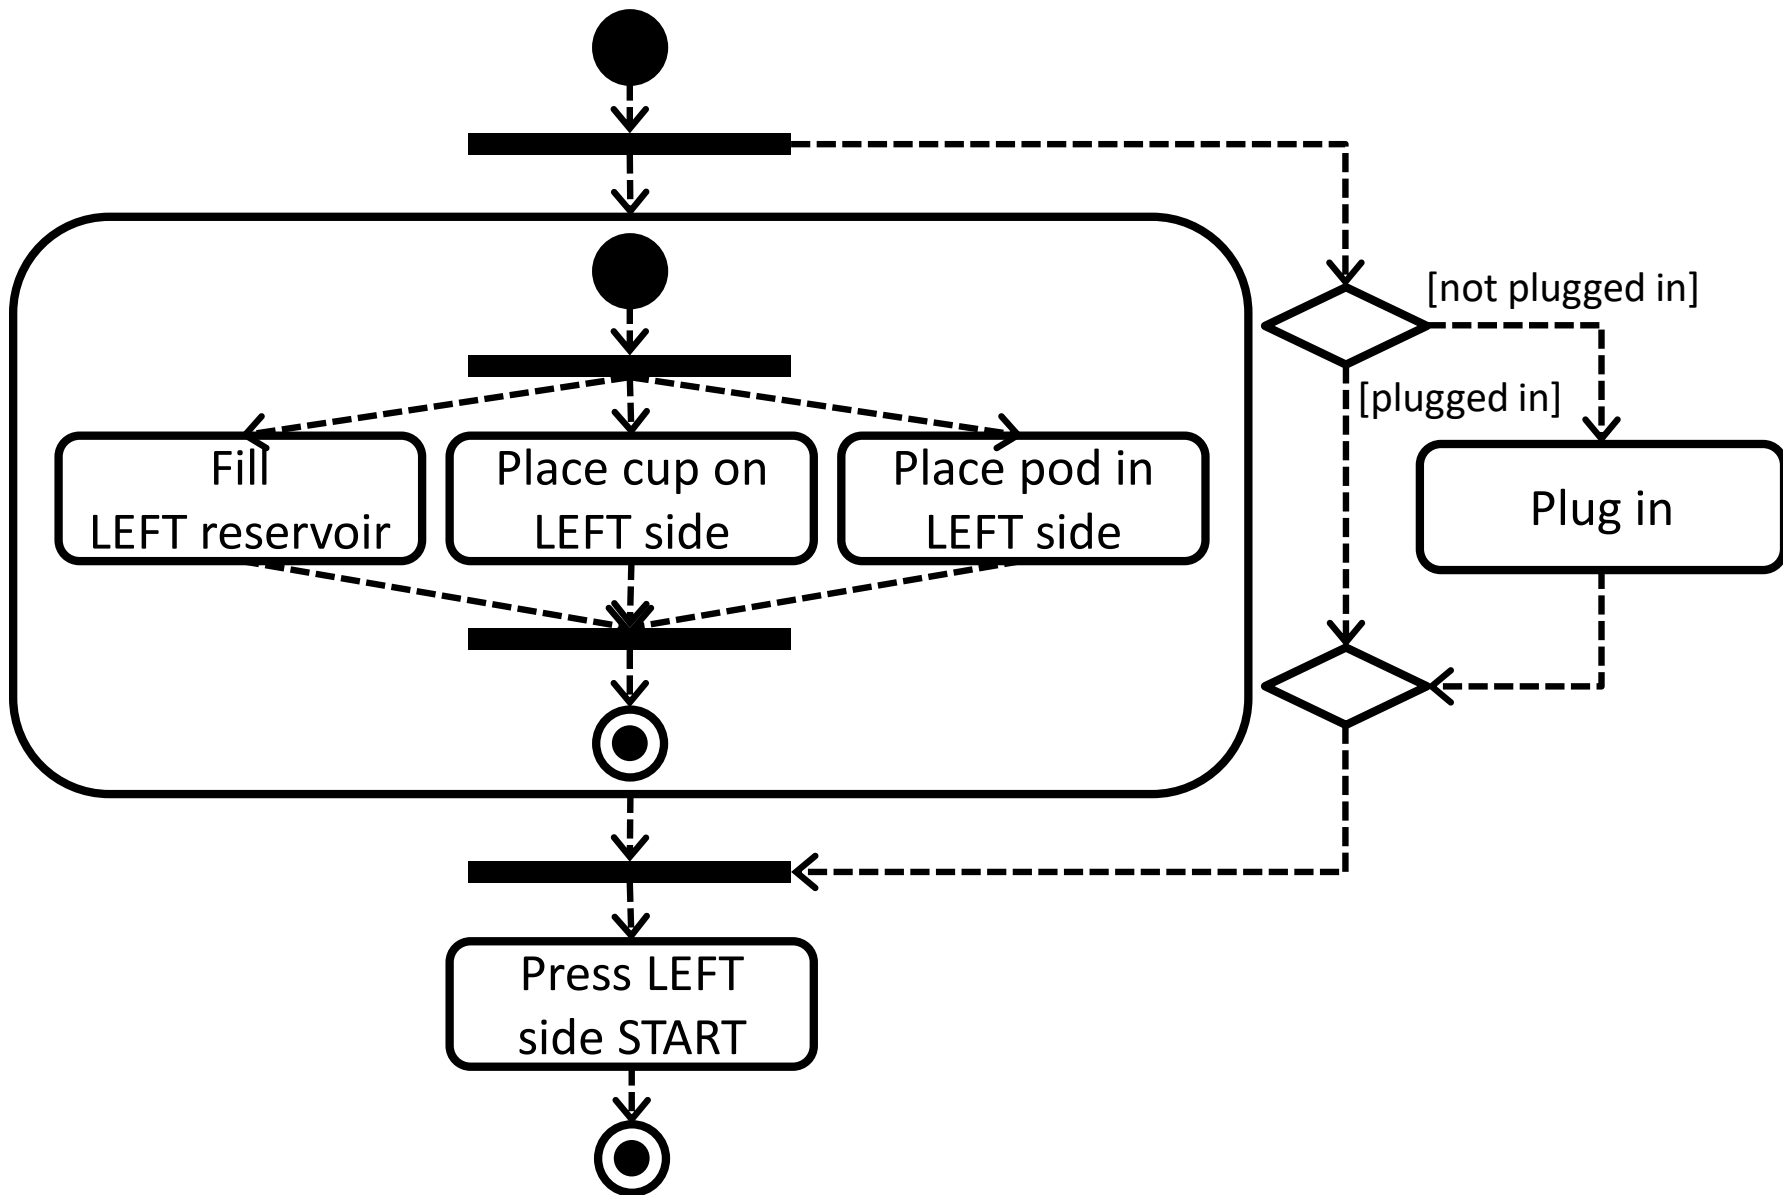 [not plugged in]
[plugged in]
Fill
LEFT reservoir
Place cup on
LEFT side
Place pod in
LEFT side
Plug in
Press LEFT
side START